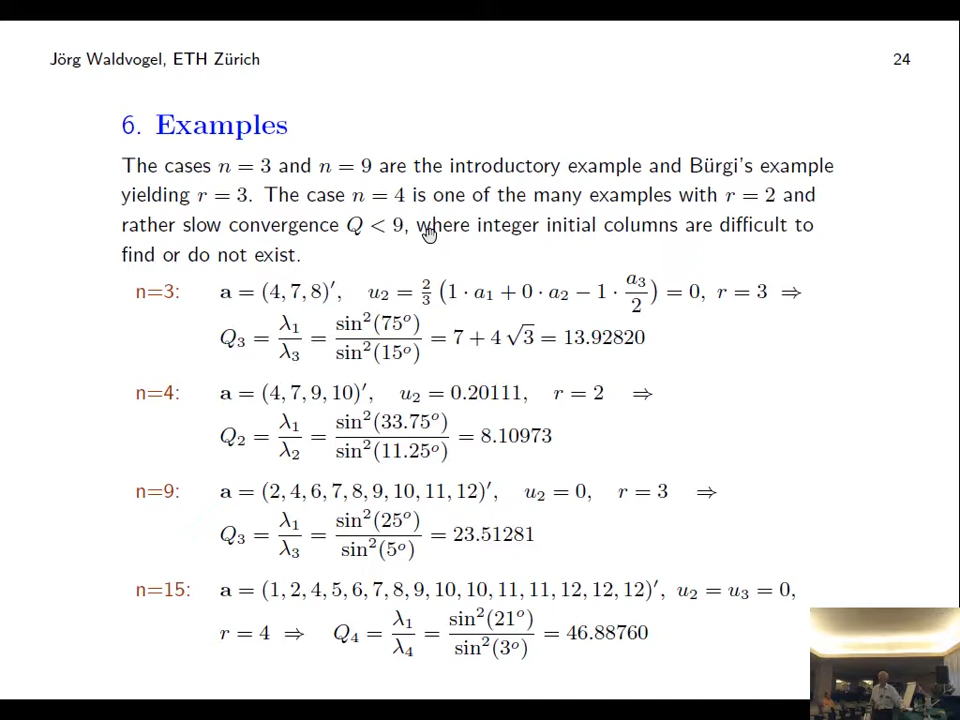 Jörg Waldvogel, ETH Zürich 24
6. Examples
The cases n = 3 and n = 9 are the introductory example and Bürgi's example
yielding r = 3. The case n = 4 is one of the many examples with r = 2 and
rather slow convergence Q < 9, where integer initial columns are difficult to
find or do not exist.
n=3: a = (4, 7, 8)′, u₂ = 2/3 (1 · a₁ + 0 · a₂ − 1 · a₃/2) = 0, r = 3 ⇒
Q₃ = λ₁/λ₃ = sin²(75°)/sin²(15°) = 7 + 4 √3 = 13.92820
n=4: a = (4, 7, 9, 10)′, u₂ = 0.20111, r = 2 ⇒
Q₂ = λ₁/λ₂ = sin²(33.75°)/sin²(11.25°) = 8.10973
n=9: a = (2, 4, 6, 7, 8, 9, 10, 11, 12)′, u₂ = 0, r = 3 ⇒
Q₃ = λ₁/λ₃ = sin²(25°)/sin²(5°) = 23.51281
n=15: a = (1, 2, 4, 5, 6, 7, 8, 9, 10, 10, 11, 11, 12, 12, 12)′, u₂ = u₃ = 0,
r = 4 ⇒ Q₄ = λ₁/λ₄ = sin²(21°)/sin²(3°) = 46.88760